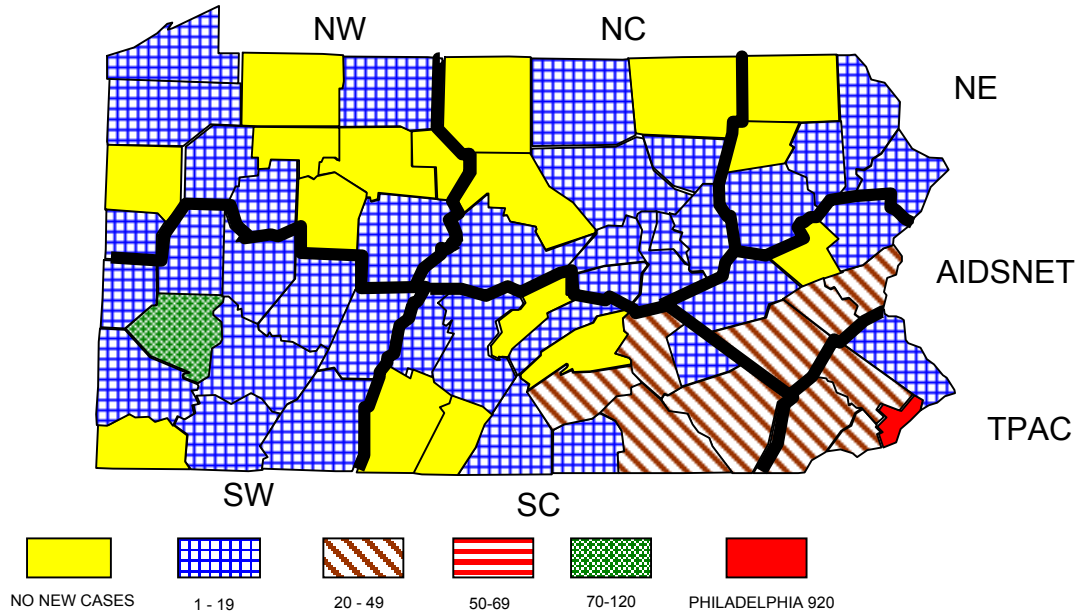 NW
NC
NE
AIDSNET
TPAC
SW
SC
NO NEW CASES
1 - 19
20 - 49
50-69
70-120
PHILADELPHIA 920